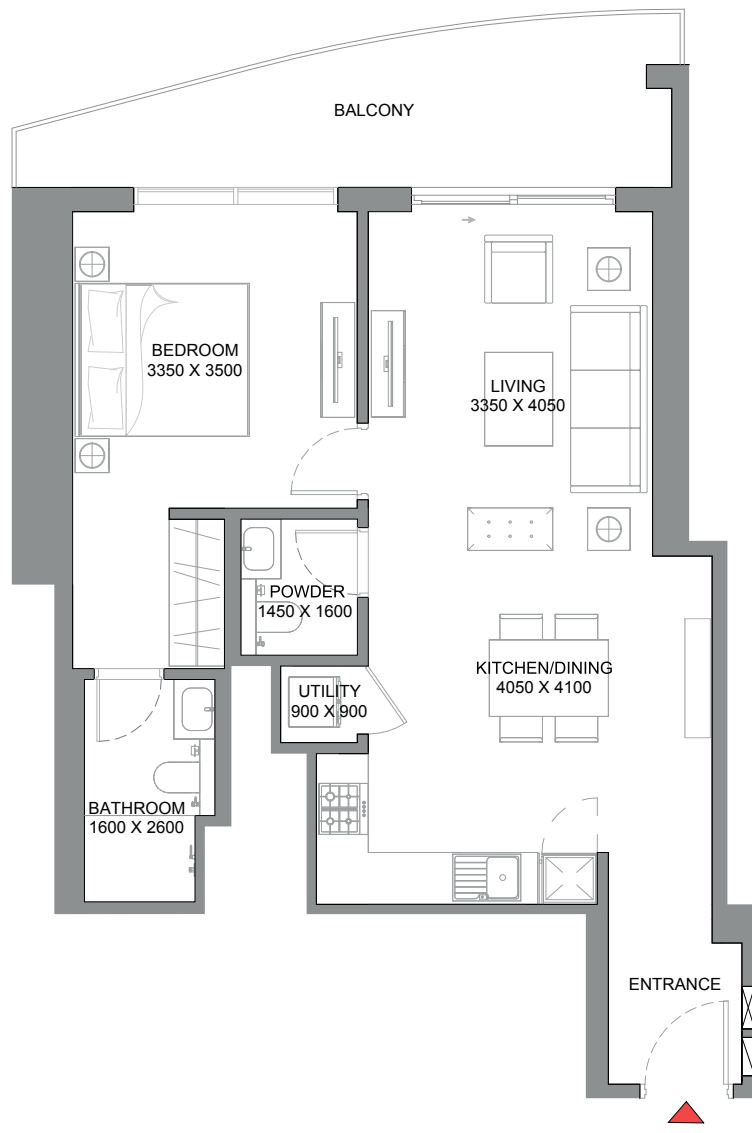 BALCONY
BEDROOM
3350 X 3500
LIVING
3350 X 4050
POWDER
1450 X 1600
KITCHEN/DINING
4050 X 4100
UTILITY
900 X 900
BATHROOM
1600 X 2600
ENTRANCE